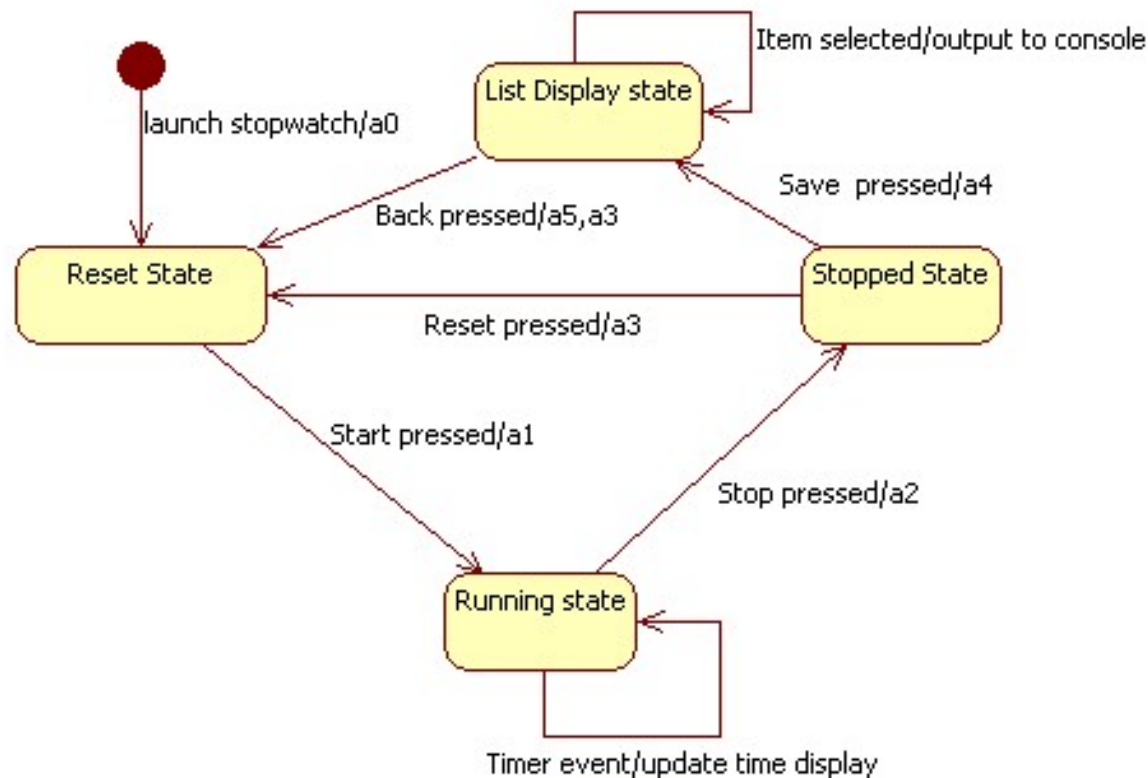 Item selected/output to console
List Display state
launch stopwatch/a0
Save  pressed/a4
Back pressed/a5,a3
Reset State
Stopped State
Reset pressed/a3
Start pressed/a1
Stop pressed/a2
Running state
Timer event/update time display